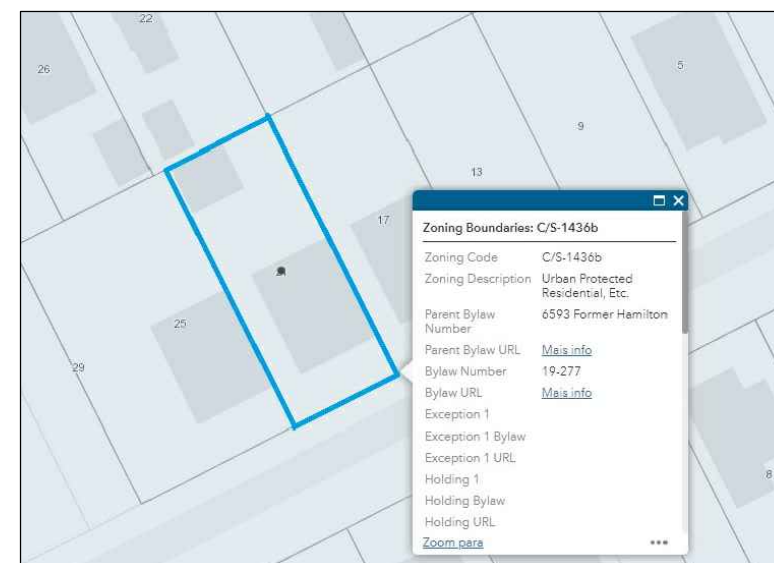 22
26
5
9
13
17
25
29
8
Zoning Boundaries: C/S-1436b
Zoning Code C/S-1436b
Zoning Description Urban Protected
Residential, Etc.
Parent Bylaw 6593 Former Hamilton
Number
Parent Bylaw URL Mais info
Bylaw Number 19-277
Bylaw URL Mais info
Exception 1
Exception 1 Bylaw
Exception 1 URL
Holding 1
Holding Bylaw
Holding URL
Zoom para